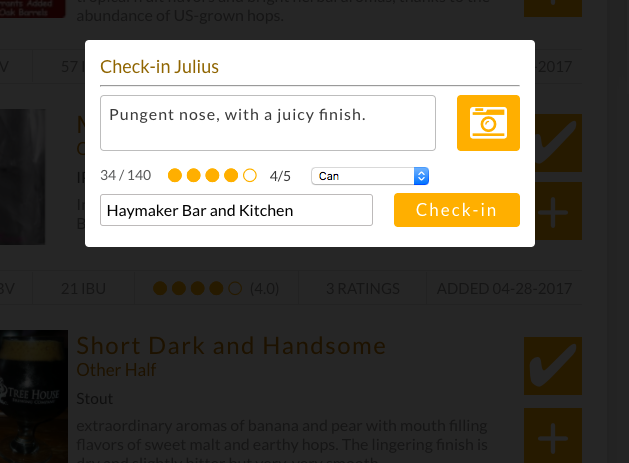 Added
Oak Barrels
abundance of US-grown hops.
57
2017
Check-in Julius
Pungent nose, with a juicy finish.
34 / 140 4/5 Can
Haymaker Bar and Kitchen Check-in
BV 21 IBU (4.0) 3 RATINGS ADDED 04-28-2017
Short Dark and Handsome
Other Half
TREE HOUSE
Stout
extraordinary aromas of banana and pear with mouth filling
flavors of sweet malt and earthy hops. The lingering finish is